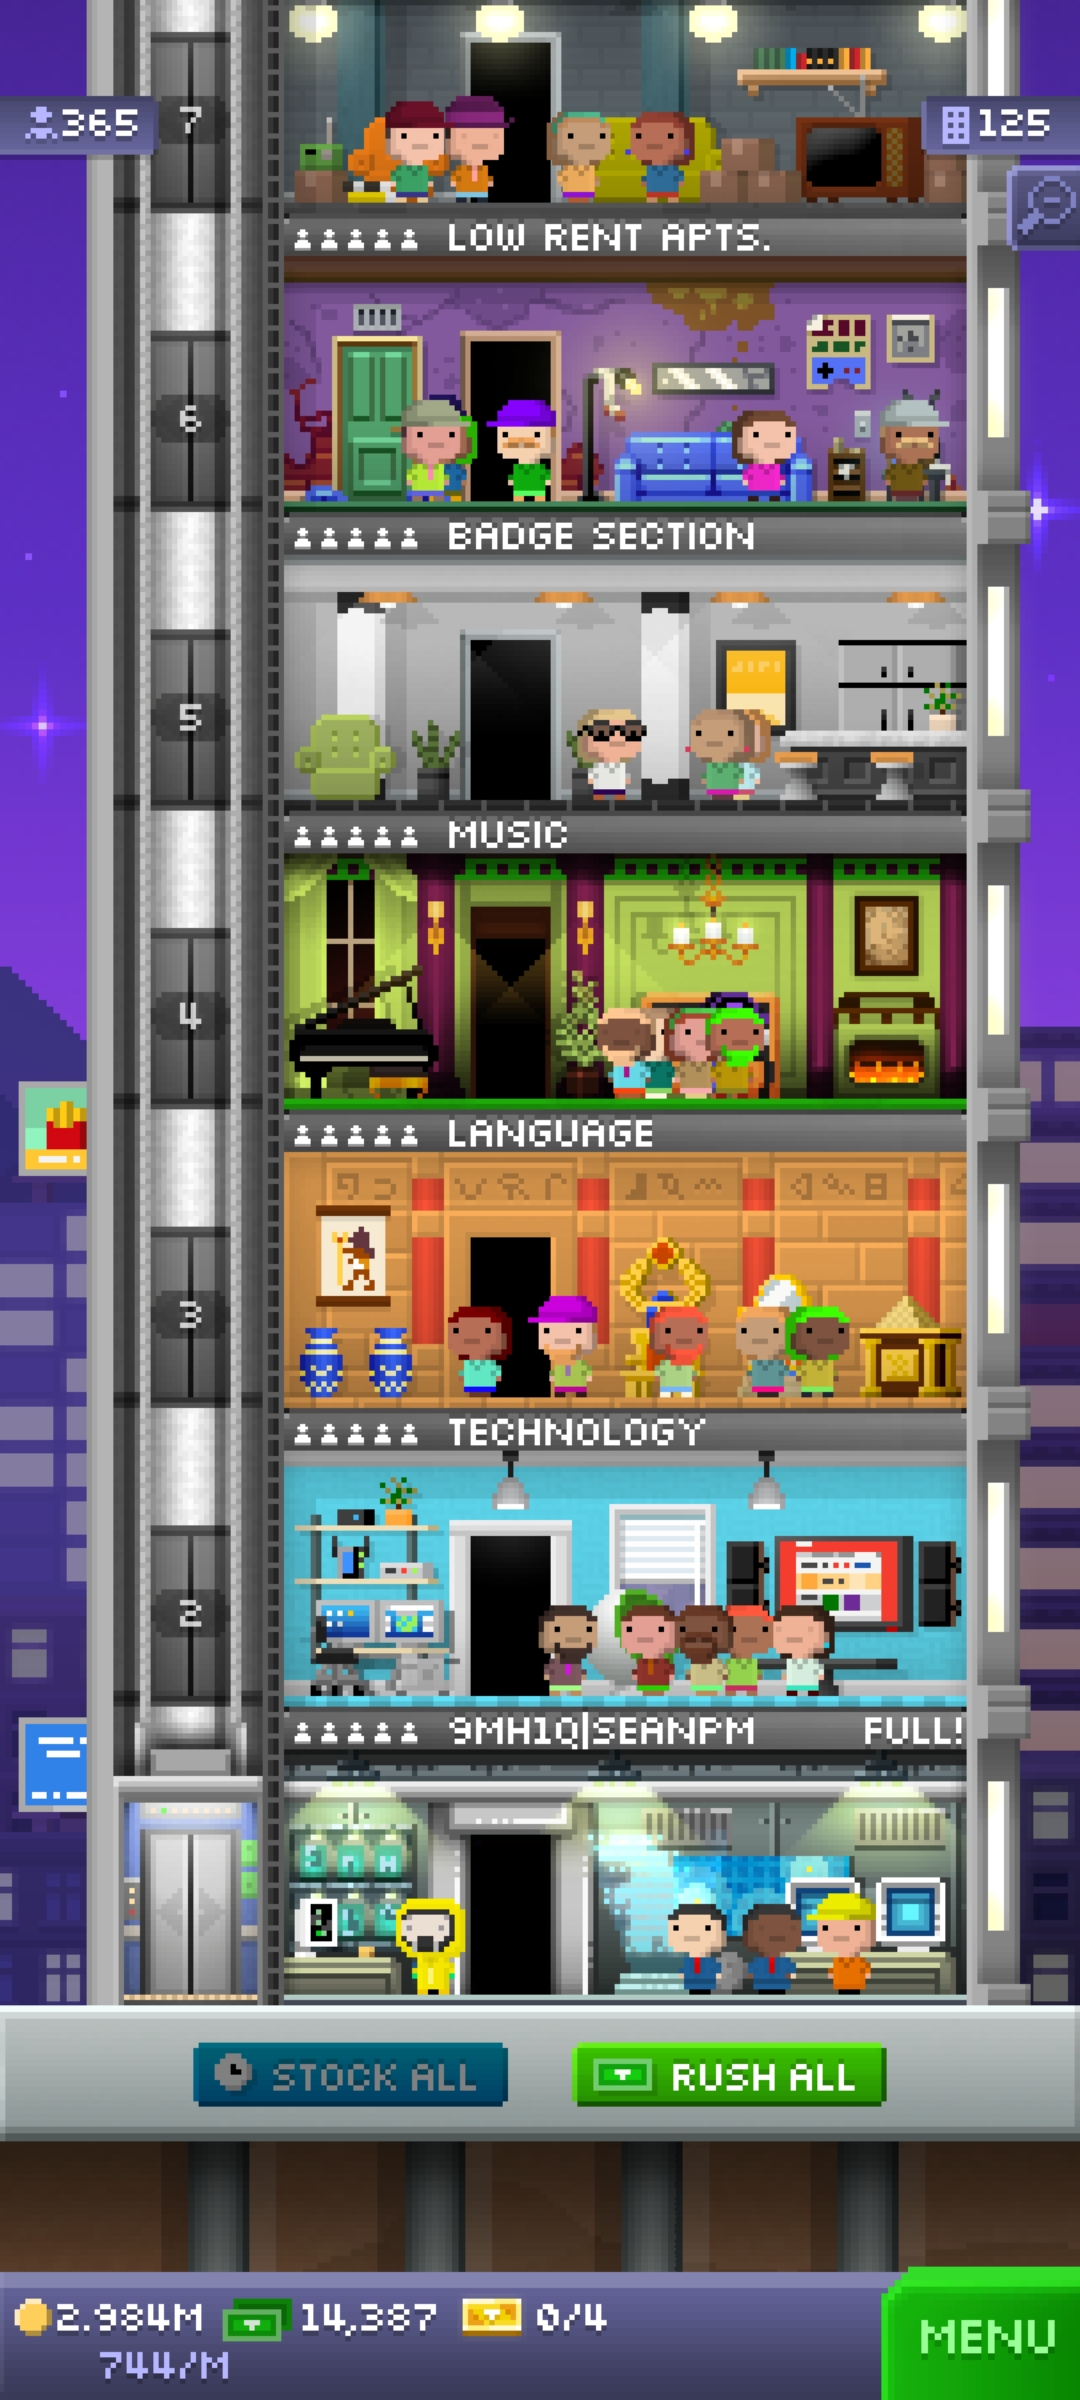 365
7
125
LOW RENT APTS.
6
BADGE SECTION
5
MUSIC
4
LANGUAGE
3
TECHNOLOGY
2
9MH1Q|SEANPM FULL!
STOCK ALL
RUSH ALL
2.984M 14,387 0/4
744/M
MENU